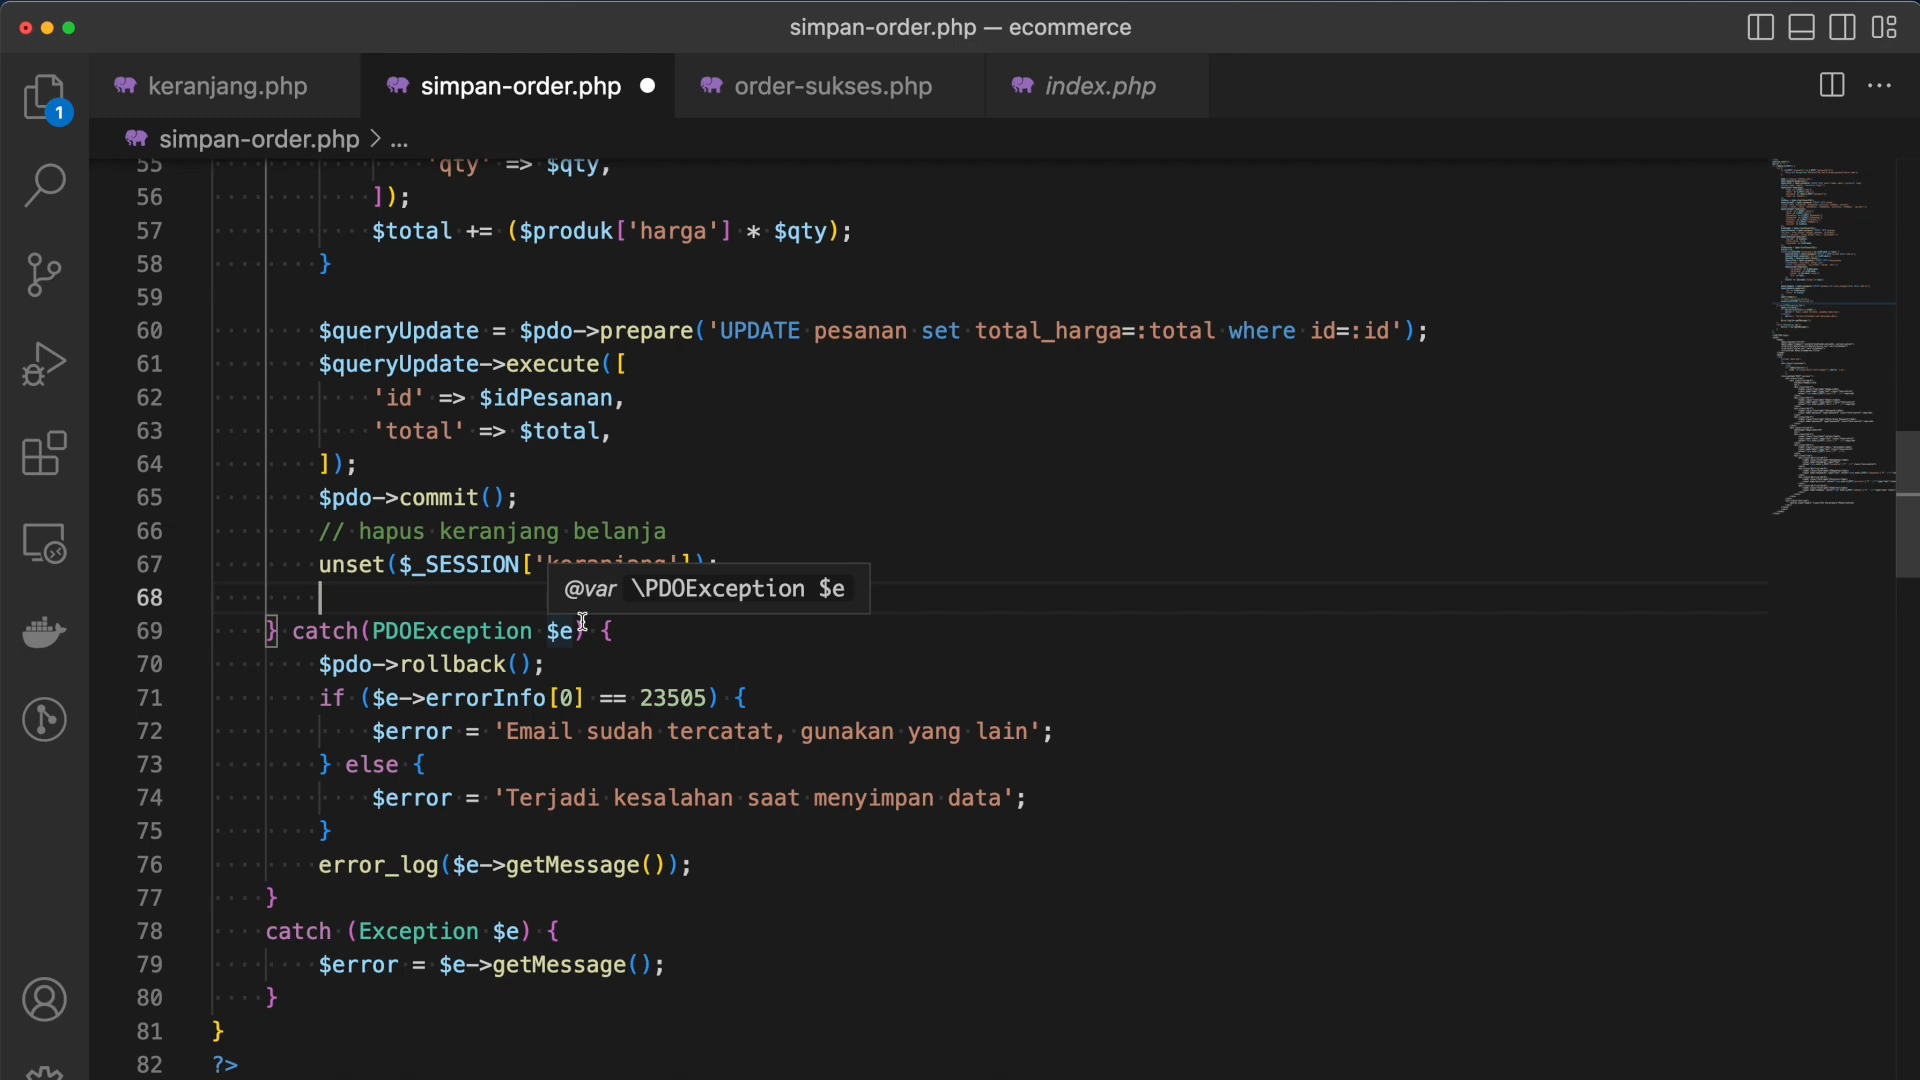 simpan-order.php — ecommerce
keranjang.php
simpan-order.php
order-sukses.php
index.php
1
simpan-order.php > ...
55 'qty' => $qty,
56 ]);
57 $total += ($produk['harga'] * $qty);
58 }
59
60 $queryUpdate = $pdo->prepare('UPDATE pesanan set total_harga=:total where id=:id');
61 $queryUpdate->execute([
62 'id' => $idPesanan,
63 'total' => $total,
64 ]);
65 $pdo->commit();
66 // hapus keranjang belanja
67 unset($_SESSION['keranjang']);
@var \PDOException $e
68
69 } catch(PDOException $e) {
70 $pdo->rollback();
71 if ($e->errorInfo[0] == 23505) {
72 $error = 'Email sudah tercatat, gunakan yang lain';
73 } else {
74 $error = 'Terjadi kesalahan saat menyimpan data';
75 }
76 error_log($e->getMessage());
77 }
78 catch (Exception $e) {
79 $error = $e->getMessage();
80 }
81 }
82 ?>